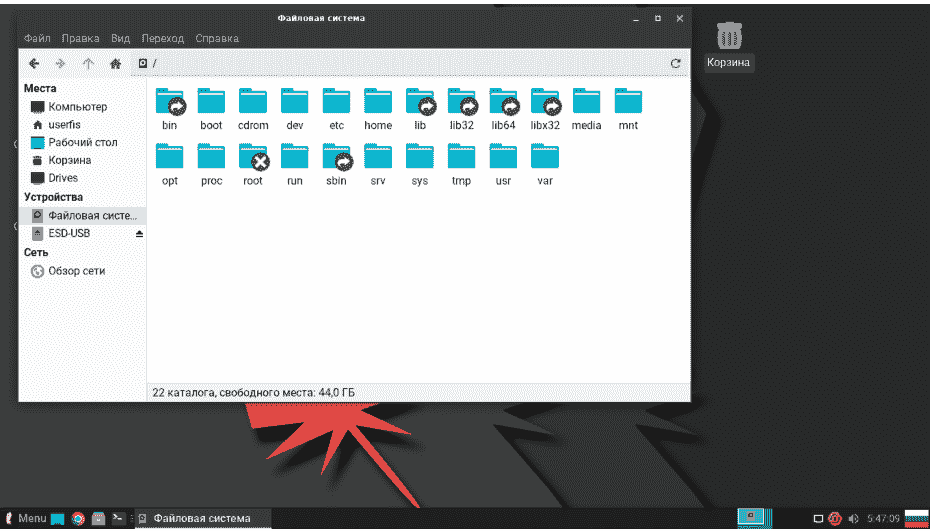 Файловая система
Файл Правка Вид Переход Справка
/
Корзина
Места
Компьютер
userfis
Рабочий стол
Корзина
Drives
Устройства
Файловая систе...
ESD-USB
Сеть
Обзор сети
bin boot cdrom dev etc home lib lib32 lib64 libx32 media mnt
opt proc root run sbin srv sys tmp usr var
22 каталога, свободного места: 44,0 ГБ
Menu Файловая система 5:47:09